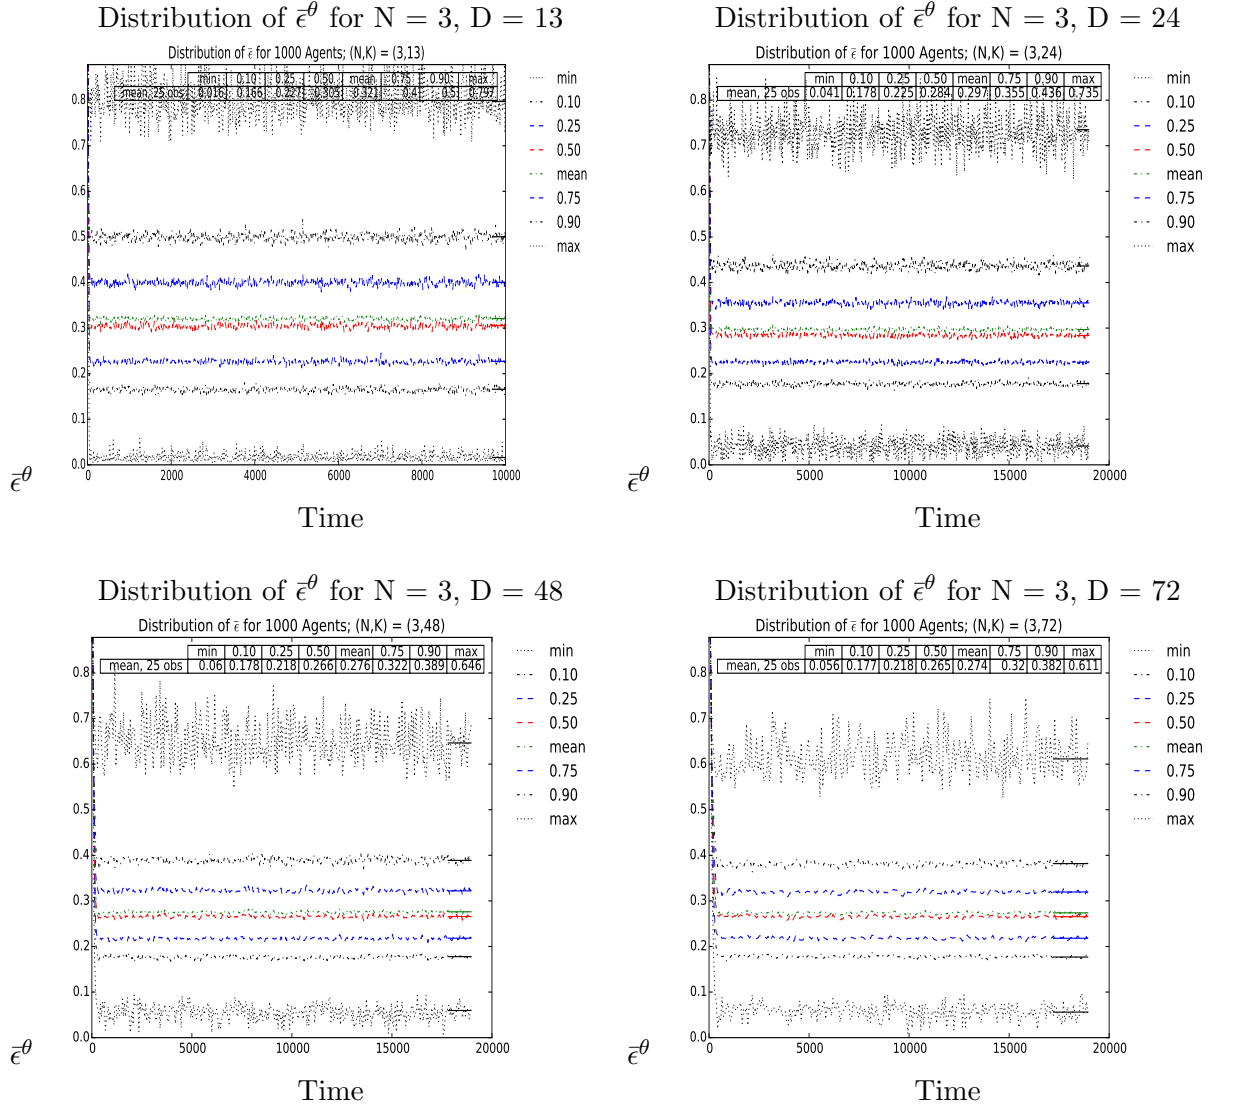 Distribution of ϵ̄^θ for N = 3, D = 13
Distribution of ϵ̄ for 1000 Agents; (N,K) = (3,13)
min 0.10 0.25 0.50 mean 0.75 0.90 max
mean, 25 obs 0.016 0.166 0.227 0.305 0.321 0.4 0.5 0.797
0.8
0.7
0.6
0.5
0.4
0.3
0.2
0.1
0.0
0 2000 4000 6000 8000 10000
min
0.10
0.25
0.50
mean
0.75
0.90
max
ϵ̄^θ
Time
Distribution of ϵ̄^θ for N = 3, D = 24
Distribution of ϵ̄ for 1000 Agents; (N,K) = (3,24)
min 0.10 0.25 0.50 mean 0.75 0.90 max
mean, 25 obs 0.041 0.178 0.225 0.284 0.297 0.355 0.436 0.735
0.8
0.7
0.6
0.5
0.4
0.3
0.2
0.1
0.0
0 5000 10000 15000 20000
min
0.10
0.25
0.50
mean
0.75
0.90
max
ϵ̄^θ
Time
Distribution of ϵ̄^θ for N = 3, D = 48
Distribution of ϵ̄ for 1000 Agents; (N,K) = (3,48)
min 0.10 0.25 0.50 mean 0.75 0.90 max
mean, 25 obs 0.06 0.178 0.218 0.266 0.276 0.322 0.389 0.646
0.8
0.7
0.6
0.5
0.4
0.3
0.2
0.1
0.0
0 5000 10000 15000 20000
min
0.10
0.25
0.50
mean
0.75
0.90
max
ϵ̄^θ
Time
Distribution of ϵ̄^θ for N = 3, D = 72
Distribution of ϵ̄ for 1000 Agents; (N,K) = (3,72)
min 0.10 0.25 0.50 mean 0.75 0.90 max
mean, 25 obs 0.056 0.177 0.218 0.265 0.274 0.32 0.382 0.611
0.8
0.7
0.6
0.5
0.4
0.3
0.2
0.1
0.0
0 5000 10000 15000 20000
min
0.10
0.25
0.50
mean
0.75
0.90
max
ϵ̄^θ
Time